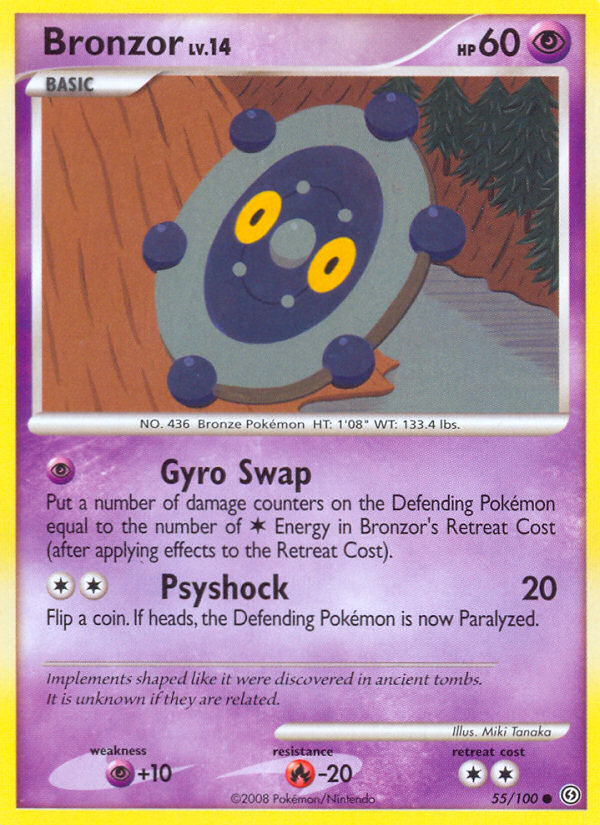 Bronzor LV.14 HP 60
BASIC
NO. 436 Bronze Pokémon HT: 1'08" WT: 133.4 lbs.
Gyro Swap
Put a number of damage counters on the Defending Pokémon
equal to the number of Energy in Bronzor's Retreat Cost
(after applying effects to the Retreat Cost).
Psyshock 20
Flip a coin. If heads, the Defending Pokémon is now Paralyzed.
Implements shaped like it were discovered in ancient tombs.
It is unknown if they are related.
Illus. Miki Tanaka
weakness resistance retreat cost
+10 -20
©2008 Pokémon/Nintendo 55/100